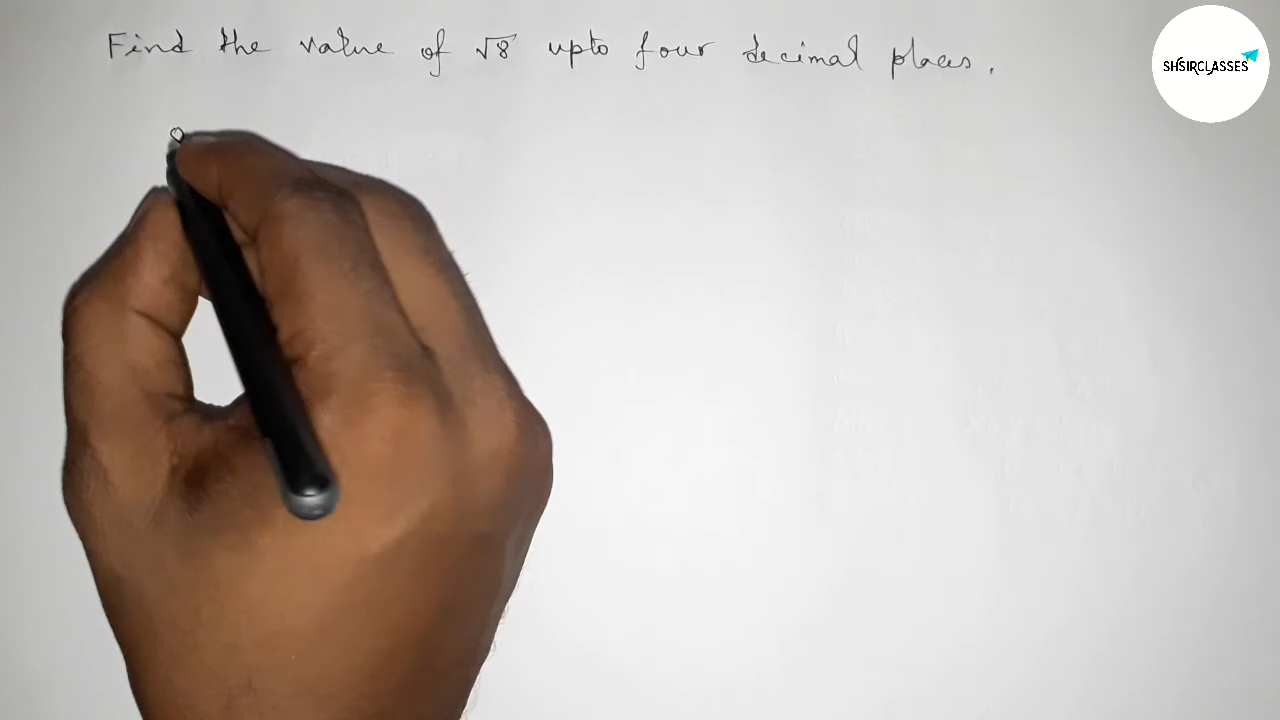 Find the value of √8 upto four decimal places.
SHSIRCLASSES